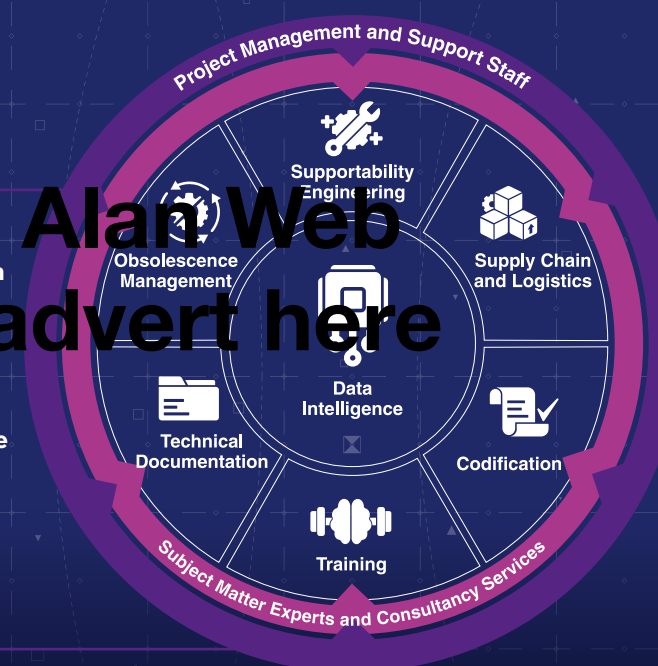 Project Management and Support Staff
Supportability
Engineering
Alan Web
advert here
Obsolescence
Management
Supply Chain
and Logistics
Data
Intelligence
Technical
Documentation
Codification
Training
Subject Matter Experts and Consultancy Services